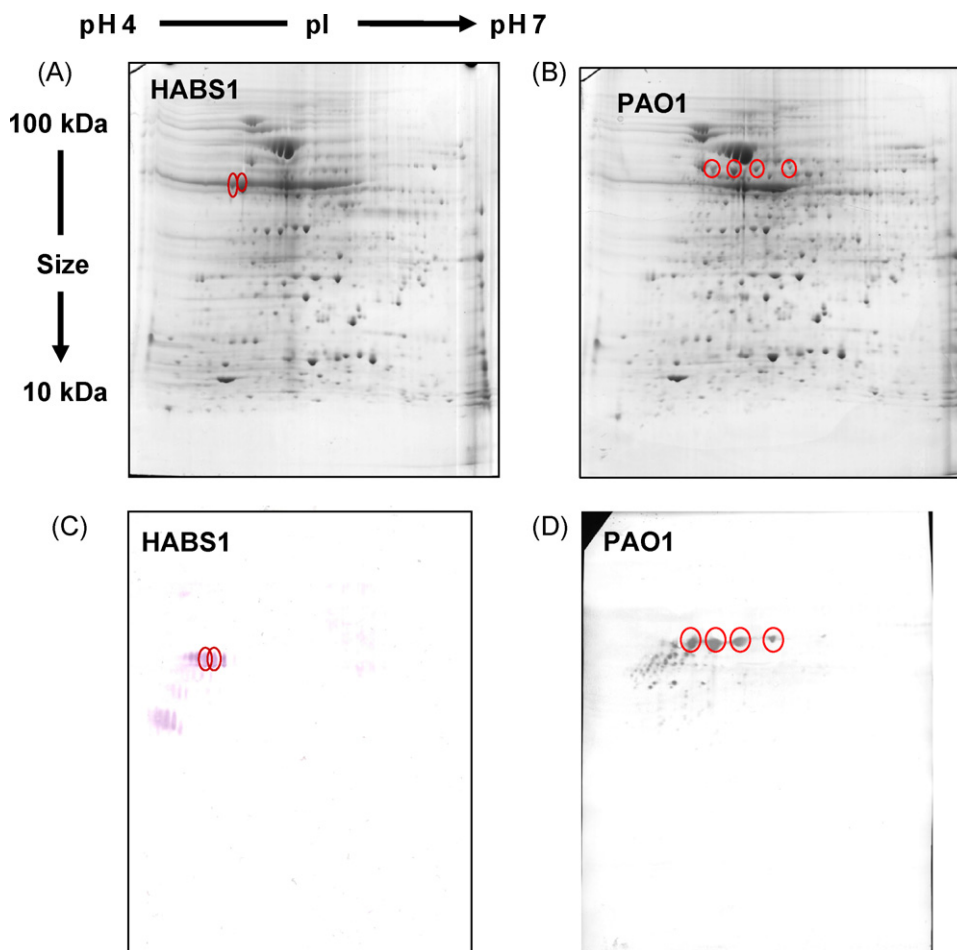 pH 4 pI pH 7
(A) HABS1
(B) PAO1
100 kDa
Size
10 kDa
(C) HABS1
(D) PAO1